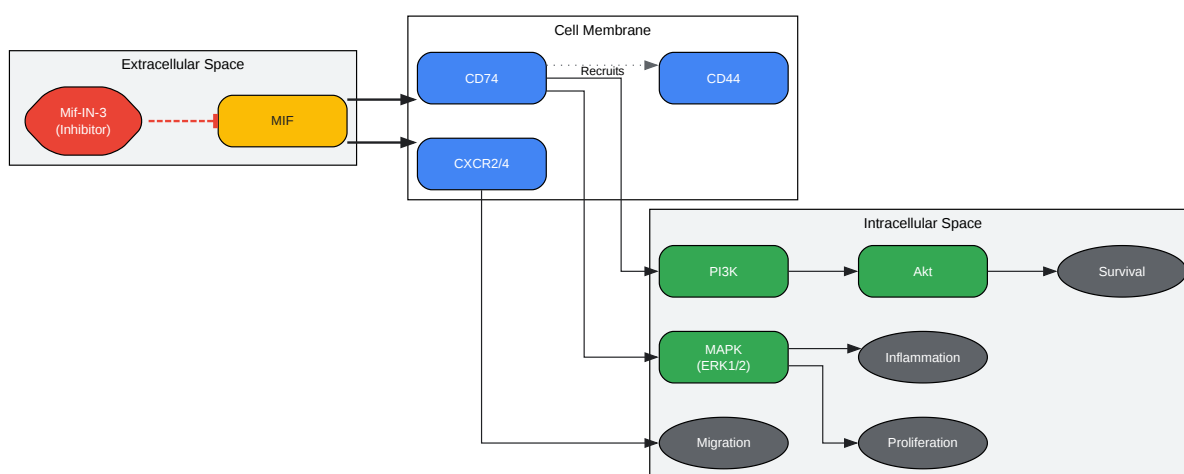 Cell Membrane
Extracellular Space
CD74
Recruits
CD44
Mif-IN-3
(Inhibitor)
MIF
CXCR2/4
Intracellular Space
PI3K
Akt
Survival
MAPK
(ERK1/2)
Inflammation
Migration
Proliferation